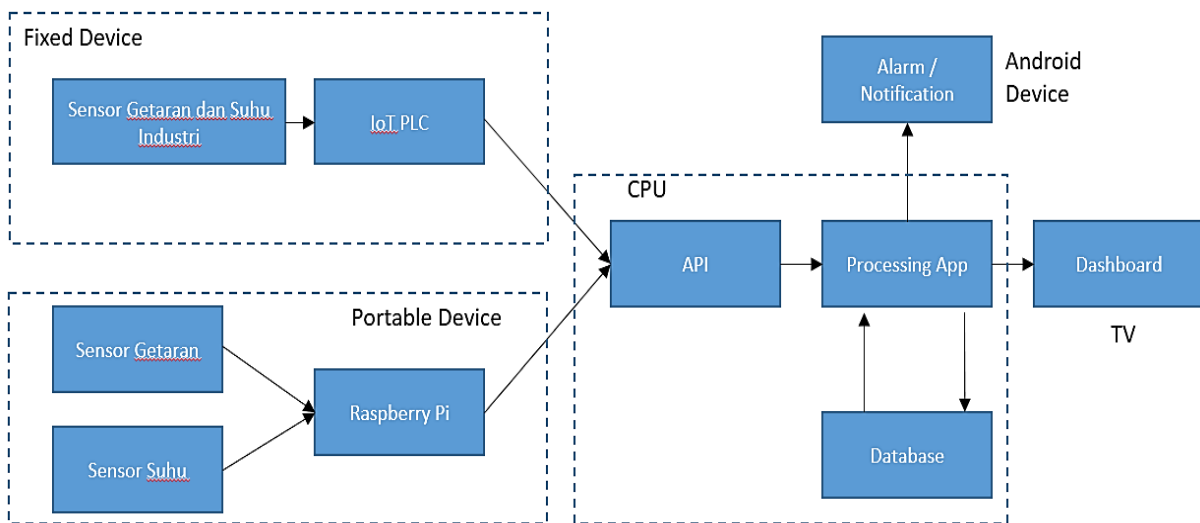 Fixed Device
Sensor Getaran dan Suhu
Industri
IoT PLC
Alarm /
Notification
Android
Device
CPU
API
Processing App
Dashboard
TV
Portable Device
Sensor Getaran
Raspberry Pi
Sensor Suhu
Database